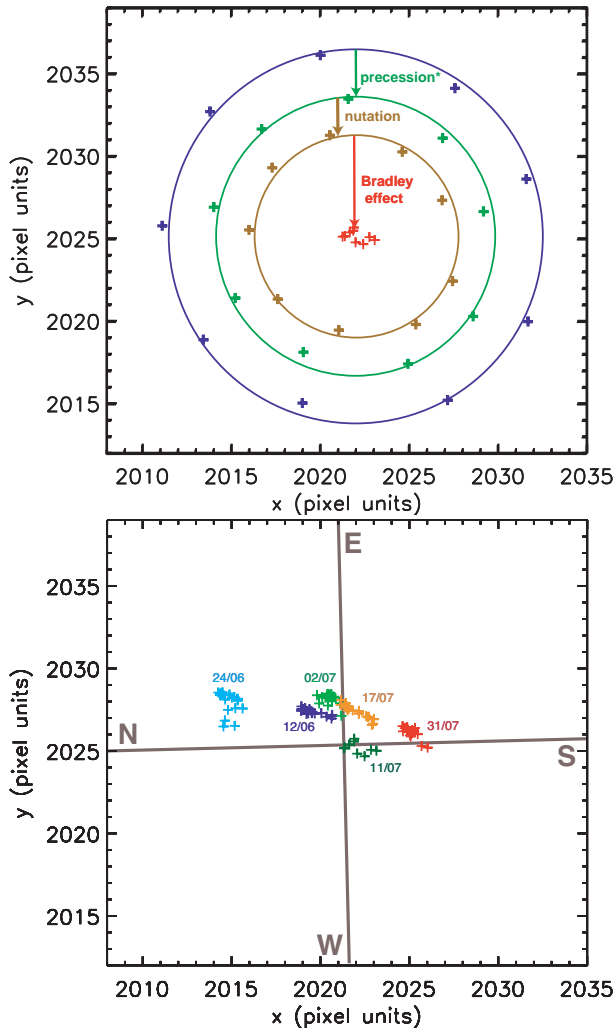 2035
precession*
nutation
2030
Bradley
effect
y (pixel units)
2025
2020
2015
2010 2015 2020 2025 2030 2035
x (pixel units)
E
2035
2030
24/06
02/07
17/07
y (pixel units)
12/06
31/07
N
2025
S
11/07
2020
2015
W
2010 2015 2020 2025 2030 2035
x (pixel units)